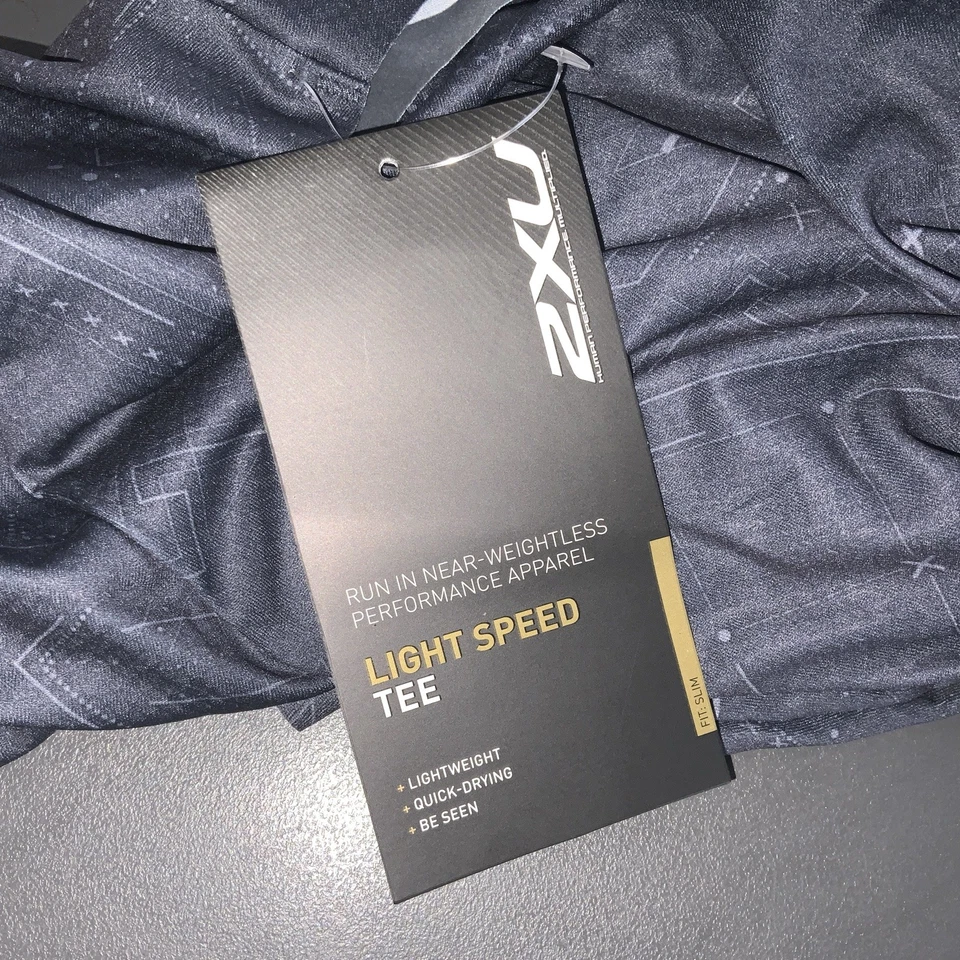 2XU
HUMAN PERFORMANCE MULTIPLIED.
RUN IN NEAR-WEIGHTLESS
PERFORMANCE APPAREL
LIGHT SPEED
TEE
FIT: SLIM
+ LIGHTWEIGHT
+ QUICK-DRYING
+ BE SEEN